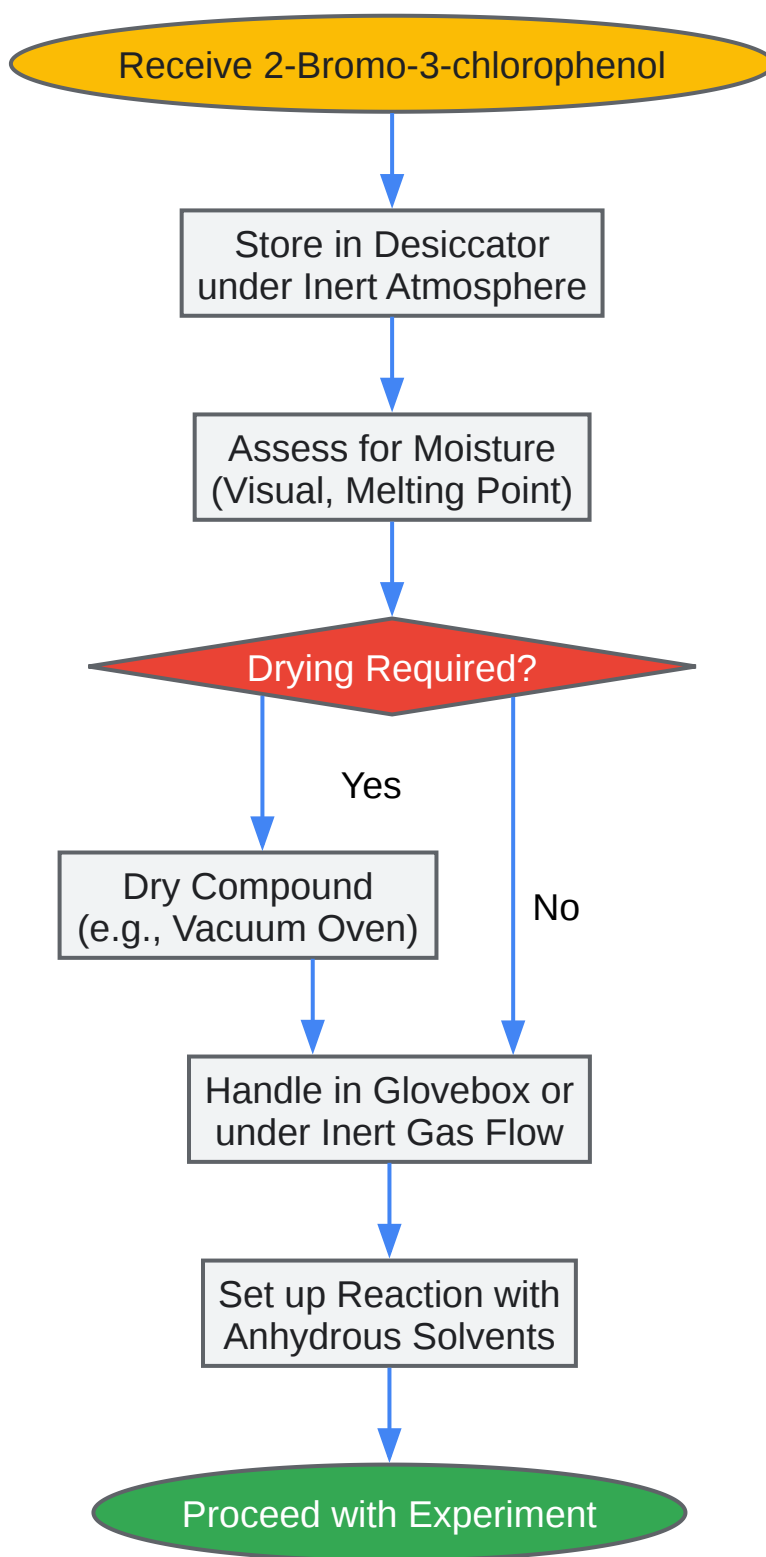 Receive 2-Bromo-3-chlorophenol
Store in Desiccator
under Inert Atmosphere
Assess for Moisture
(Visual, Melting Point)
Drying Required?
Yes
Dry Compound
(e.g., Vacuum Oven)
No
Handle in Glovebox or
under Inert Gas Flow
Set up Reaction with
Anhydrous Solvents
Proceed with Experiment